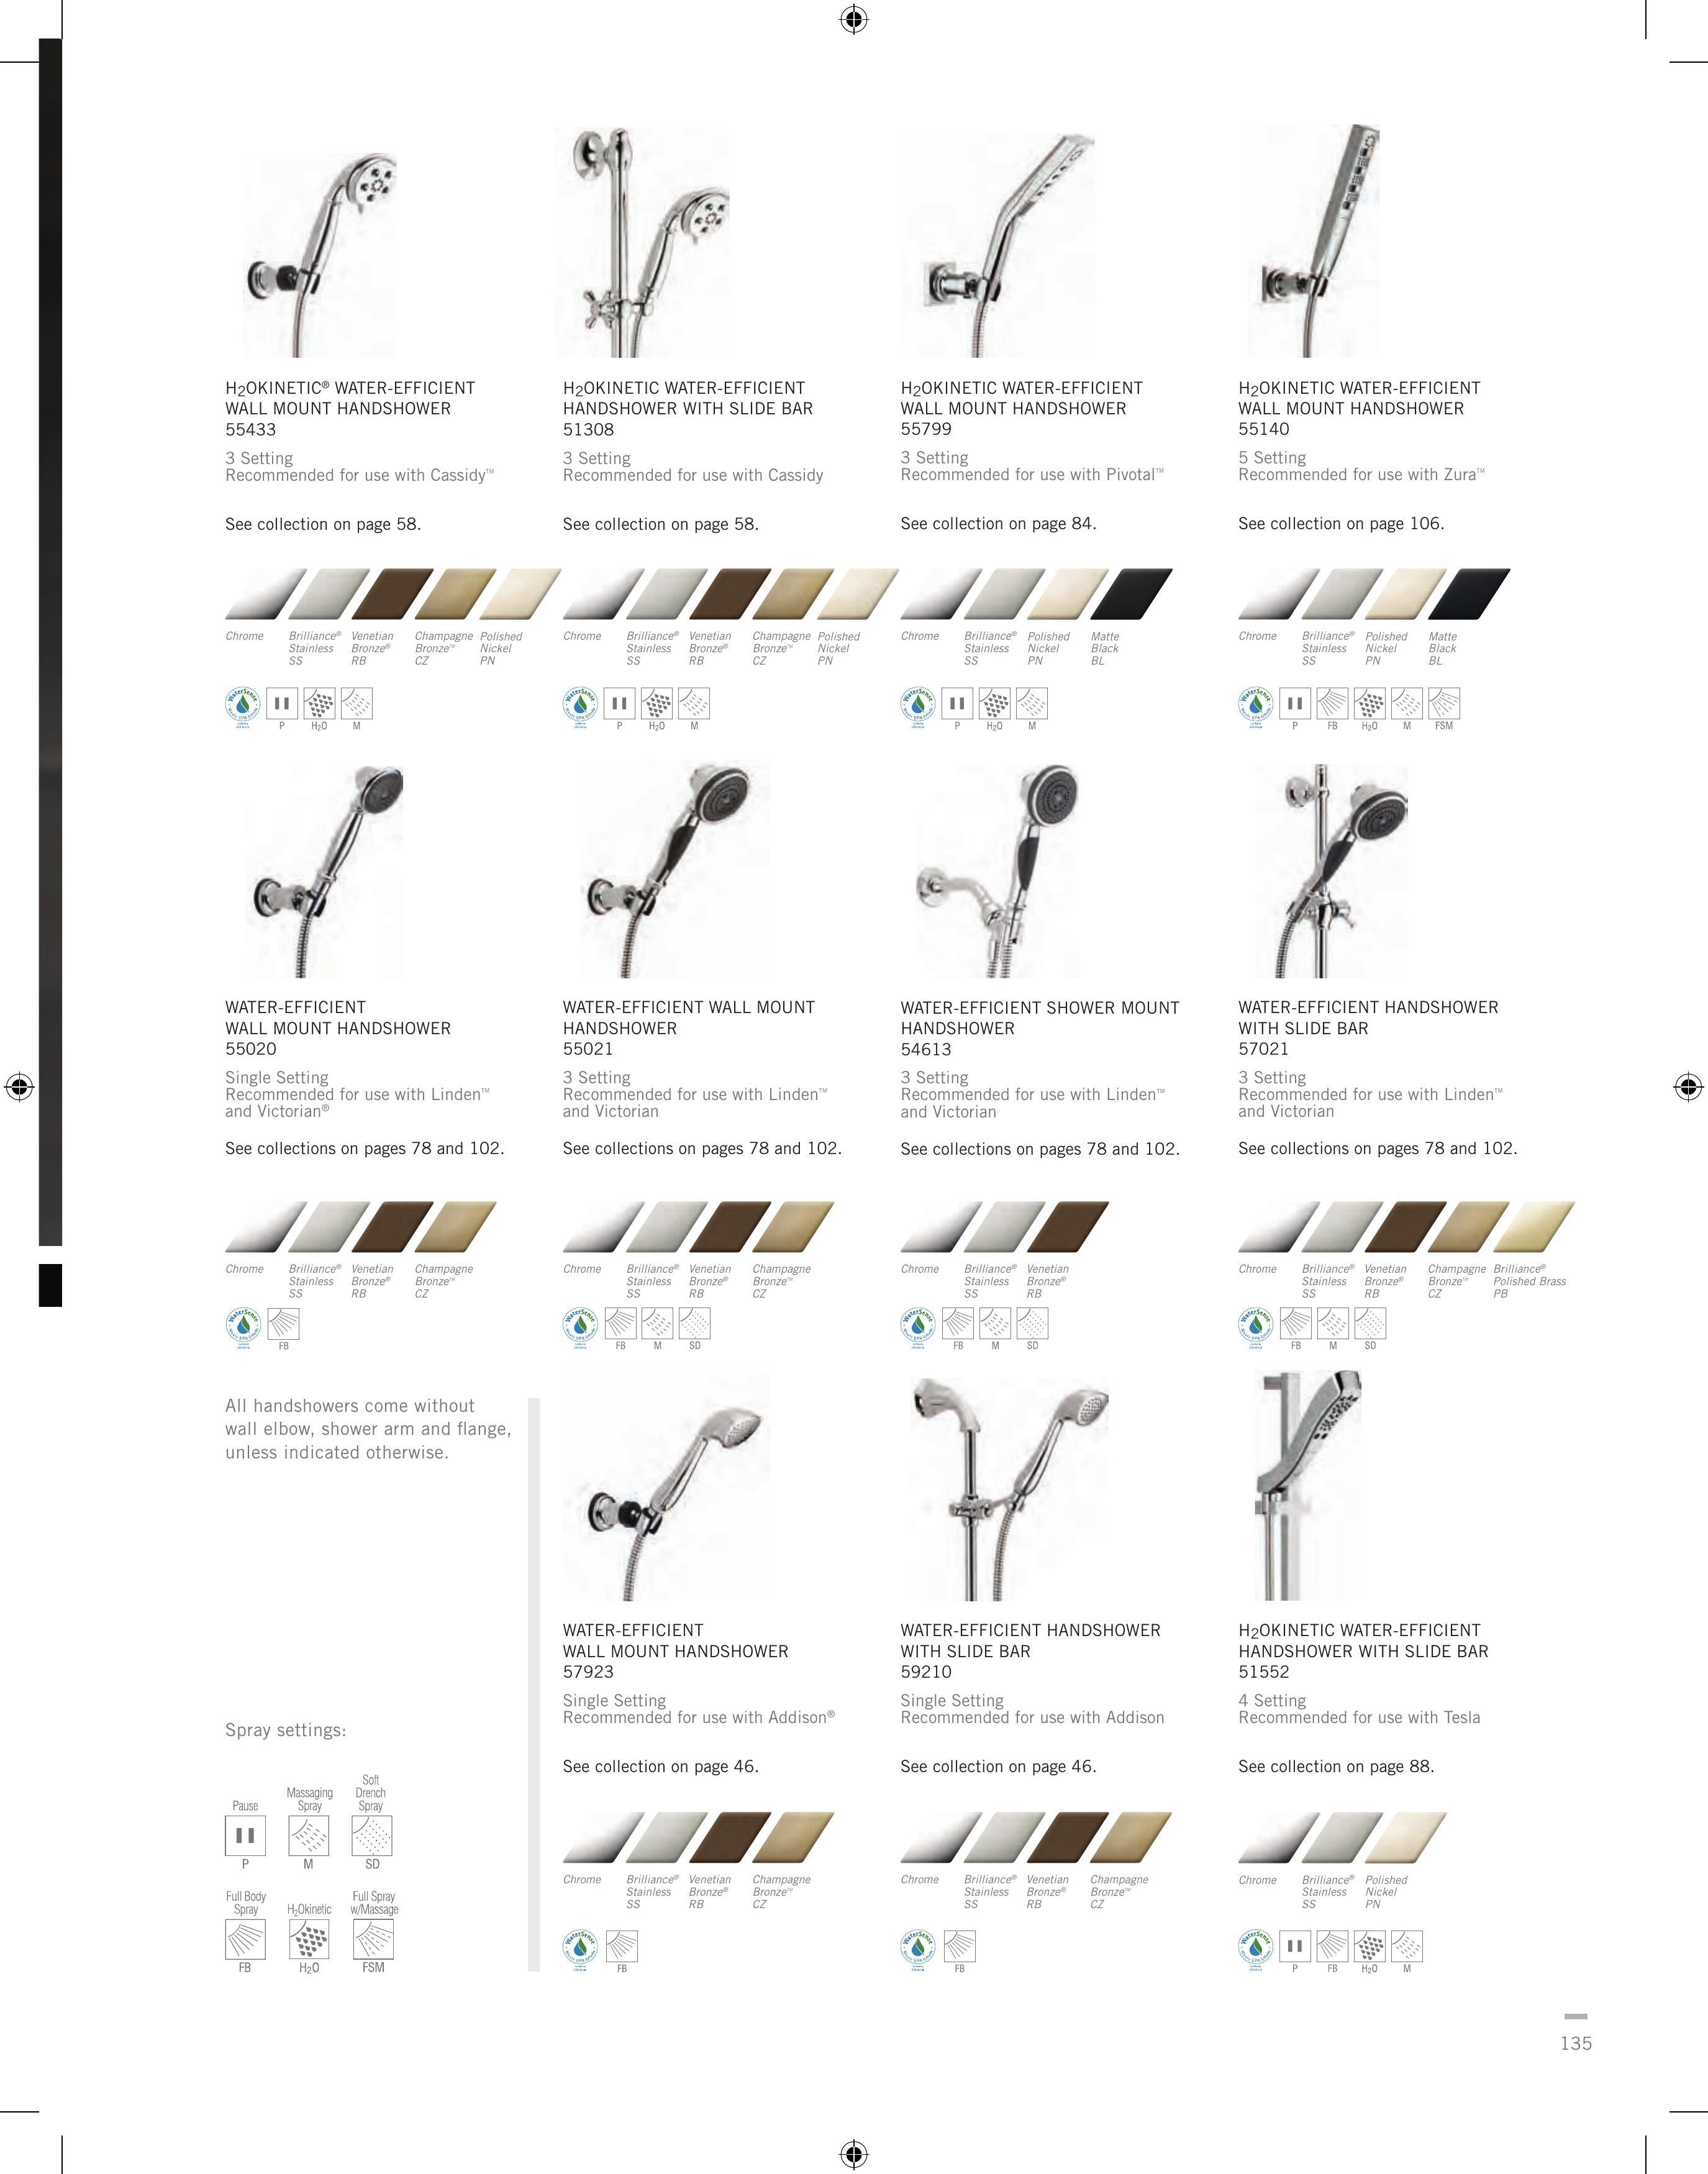 H2OKINETIC® WATER-EFFICIENT
WALL MOUNT HANDSHOWER
55433
3 Setting
Recommended for use with Cassidy™
See collection on page 58.
Chrome
Brilliance® Stainless SS
Venetian Bronze® RB
Champagne Bronze™ CZ
Polished Nickel PN
P H2O M
H2OKINETIC WATER-EFFICIENT
HANDSHOWER WITH SLIDE BAR
51308
3 Setting
Recommended for use with Cassidy
See collection on page 58.
Chrome
Brilliance® Stainless SS
Venetian Bronze® RB
Champagne Bronze™ CZ
Polished Nickel PN
P H2O M
H2OKINETIC WATER-EFFICIENT
WALL MOUNT HANDSHOWER
55799
3 Setting
Recommended for use with Pivotal™
See collection on page 84.
Chrome
Brilliance® Stainless SS
Polished Nickel PN
Matte Black BL
P H2O M
H2OKINETIC WATER-EFFICIENT
WALL MOUNT HANDSHOWER
55140
5 Setting
Recommended for use with Zura™
See collection on page 106.
Chrome
Brilliance® Stainless SS
Polished Nickel PN
Matte Black BL
P FB H2O M FSM
WATER-EFFICIENT
WALL MOUNT HANDSHOWER
55020
Single Setting
Recommended for use with Linden™
and Victorian®
See collections on pages 78 and 102.
Chrome
Brilliance® Stainless SS
Venetian Bronze® RB
Champagne Bronze™ CZ
FB
WATER-EFFICIENT WALL MOUNT
HANDSHOWER
55021
3 Setting
Recommended for use with Linden™
and Victorian
See collections on pages 78 and 102.
Chrome
Brilliance® Stainless SS
Venetian Bronze® RB
Champagne Bronze™ CZ
FB M SD
WATER-EFFICIENT SHOWER MOUNT
HANDSHOWER
54613
3 Setting
Recommended for use with Linden™
and Victorian
See collections on pages 78 and 102.
Chrome
Brilliance® Stainless SS
Venetian Bronze® RB
FB M SD
WATER-EFFICIENT HANDSHOWER
WITH SLIDE BAR
57021
3 Setting
Recommended for use with Linden™
and Victorian
See collections on pages 78 and 102.
Chrome
Brilliance® Stainless SS
Venetian Bronze® RB
Champagne Bronze™ CZ
Brilliance® Polished Brass PB
FB M SD
All handshowers come without
wall elbow, shower arm and flange,
unless indicated otherwise.
Spray settings:
Pause P
Massaging Spray M
Soft Drench Spray SD
Full Body Spray FB
H2Okinetic H2O
Full Spray w/Massage FSM
WATER-EFFICIENT
WALL MOUNT HANDSHOWER
57923
Single Setting
Recommended for use with Addison®
See collection on page 46.
Chrome
Brilliance® Stainless SS
Venetian Bronze® RB
Champagne Bronze™ CZ
FB
WATER-EFFICIENT HANDSHOWER
WITH SLIDE BAR
59210
Single Setting
Recommended for use with Addison
See collection on page 46.
Chrome
Brilliance® Stainless SS
Venetian Bronze® RB
Champagne Bronze™ CZ
FB
H2OKINETIC WATER-EFFICIENT
HANDSHOWER WITH SLIDE BAR
51552
4 Setting
Recommended for use with Tesla
See collection on page 88.
Chrome
Brilliance® Stainless SS
Polished Nickel PN
P FB H2O M
135